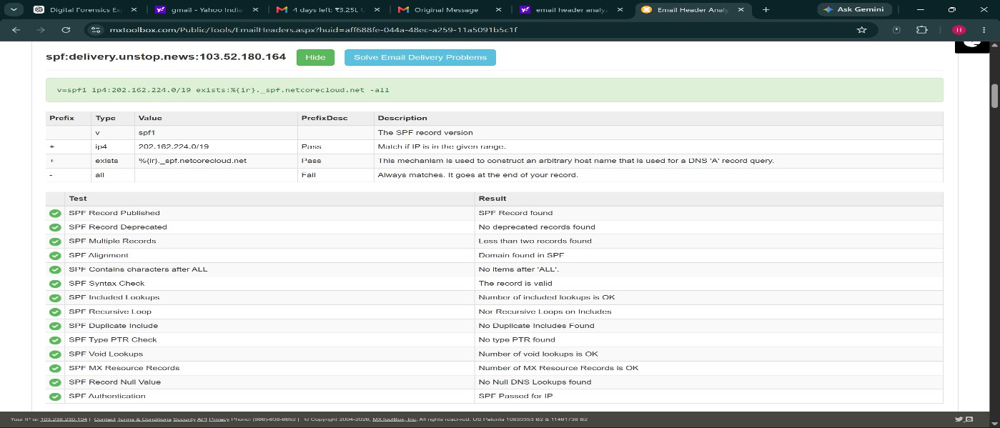 Digital Forensics Ex
gmail - Yahoo India
4 days left: ₹3.25L U
Original Message
email header analyz
Email Header Analy
Ask Gemini
mxtoolbox.com/Public/Tools/EmailHeaders.aspx?huid=aff688fe-044a-48ec-a259-11a5091b5c1f
H
spf:delivery.unstop.news:103.52.180.164 Hide Solve Email Delivery Problems
v=spf1 ip4:202.162.224.0/19 exists:%{ir}._spf.netcorecloud.net -all
Prefix Type Value PrefixDesc Description
v spf1 The SPF record version
+ ip4 202.162.224.0/19 Pass Match if IP is in the given range.
+ exists %{ir}._spf.netcorecloud.net Pass This mechanism is used to construct an arbitrary host name that is used for a DNS 'A' record query.
- all Fail Always matches. It goes at the end of your record.
Test Result
SPF Record Published SPF Record found
SPF Record Deprecated No deprecated records found
SPF Multiple Records Less than two records found
SPF Alignment Domain found in SPF
SPF Contains characters after ALL No items after 'ALL'.
SPF Syntax Check The record is valid
SPF Included Lookups Number of included lookups is OK
SPF Recursive Loop Nor Recursive Loops on Includes
SPF Duplicate Include No Duplicate Includes Found
SPF Type PTR Check No type PTR found
SPF Void Lookups Number of void lookups is OK
SPF MX Resource Records Number of MX Resource Records is OK
SPF Record Null Value No Null DNS Lookups found
SPF Authentication SPF Passed for IP
Your IP is: 103.238.230.194 | Contact Terms & Conditions Security API Privacy Phone: (866)-698-6652 | © Copyright 2004-2026, MXToolBox, Inc, All rights reserved. US Patents 10839353 B2 & 11461738 B2